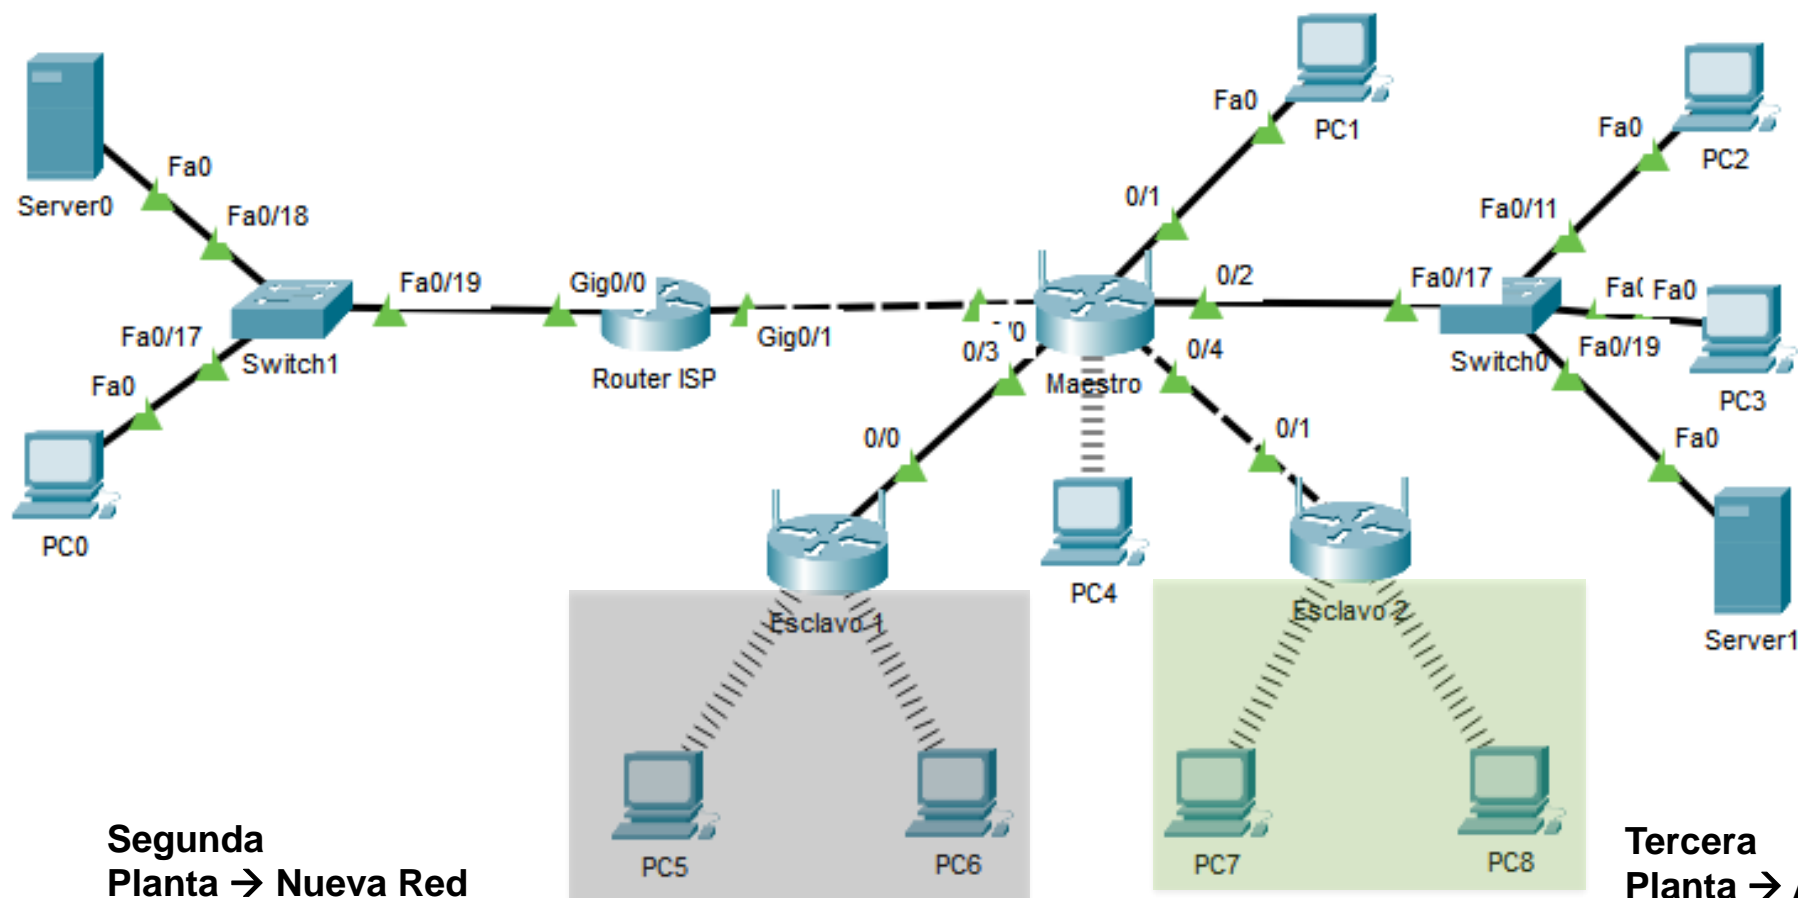 Fa0
PC1
Fa0
PC2
Fa0
Server0
Fa0/18
0/1
Fa0/11
Fa0/19
Gig0/0
0/2
Fa0/17
Fa0
Fa0/17
Switch1
Gig0/1
0/3
0/4
Switch0
Fa0/19
Fa0
Router ISP
Maestro
PC3
0/0
0/1
Fa0
PC0
PC4
Esclavo 1
Esclavo 2
Server1
PC5
PC6
PC7
PC8
Segunda
Planta → Nueva Red
Tercera
Planta →